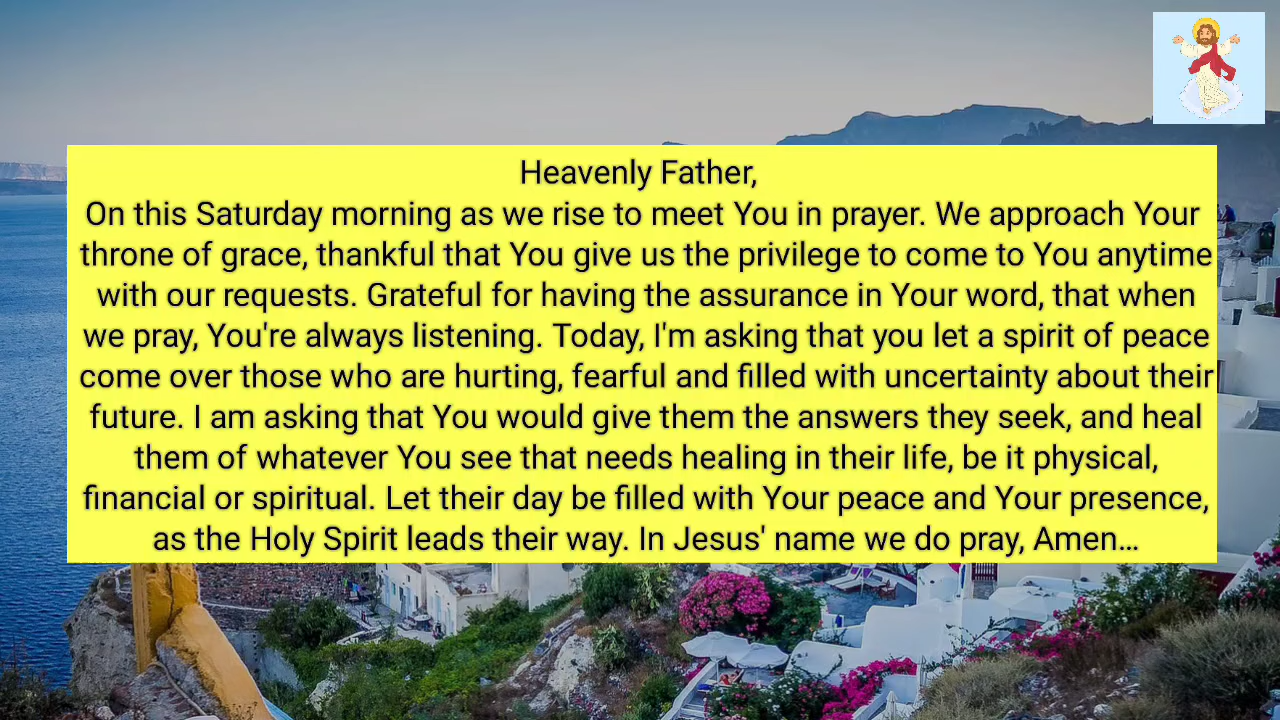 Heavenly Father,
On this Saturday morning as we rise to meet You in prayer. We approach Your
throne of grace, thankful that You give us the privilege to come to You anytime
with our requests. Grateful for having the assurance in Your word, that when
we pray, You're always listening. Today, I'm asking that you let a spirit of peace
come over those who are hurting, fearful and filled with uncertainty about their
future. I am asking that You would give them the answers they seek, and heal
them of whatever You see that needs healing in their life, be it physical,
financial or spiritual. Let their day be filled with Your peace and Your presence,
as the Holy Spirit leads their way. In Jesus' name we do pray, Amen...